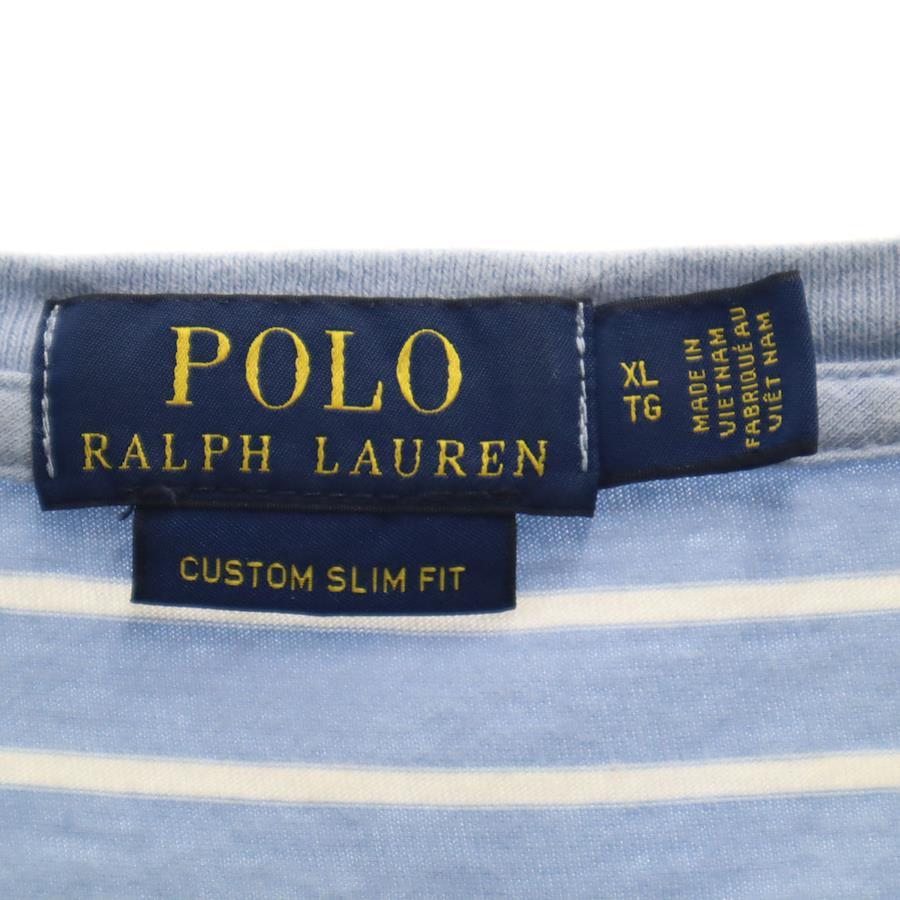 POLO
RALPH LAUREN
CUSTOM SLIM FIT
XL
TG
MADE IN
VIETNAM
FABRIQUÉ AU
VIÊT NAM